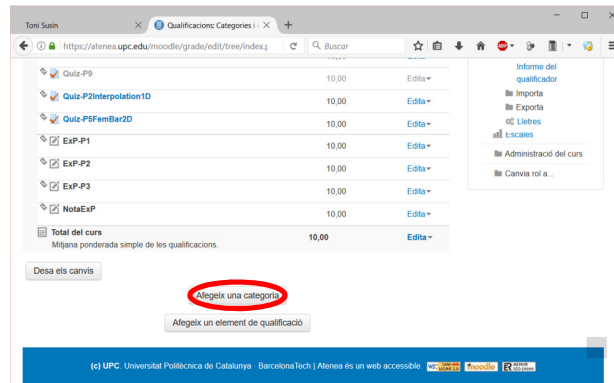 Toni Susin
Qualificacions: Categories i
https://atenea.upc.edu/moodle/grade/edit/tree/index.p
Buscar
Quiz-P9 10,00 Edita
Quiz-P2Interpolation1D 10,00 Edita
Quiz-P5FemBar2D 10,00 Edita
ExP-P1 10,00 Edita
ExP-P2 10,00 Edita
ExP-P3 10,00 Edita
NotaExP 10,00 Edita
Total del curs 10,00 Edita
Mitjana ponderada simple de les qualificacions.
Informe del
qualificador
Importa
Exporta
Lletres
Escales
Administració del curs
Canvia rol a...
Desa els canvis
Afegeix una categoria
Afegeix un element de qualificació
(c) UPC. Universitat Politècnica de Catalunya - BarcelonaTech | Atenea és un web accessible.
moodle